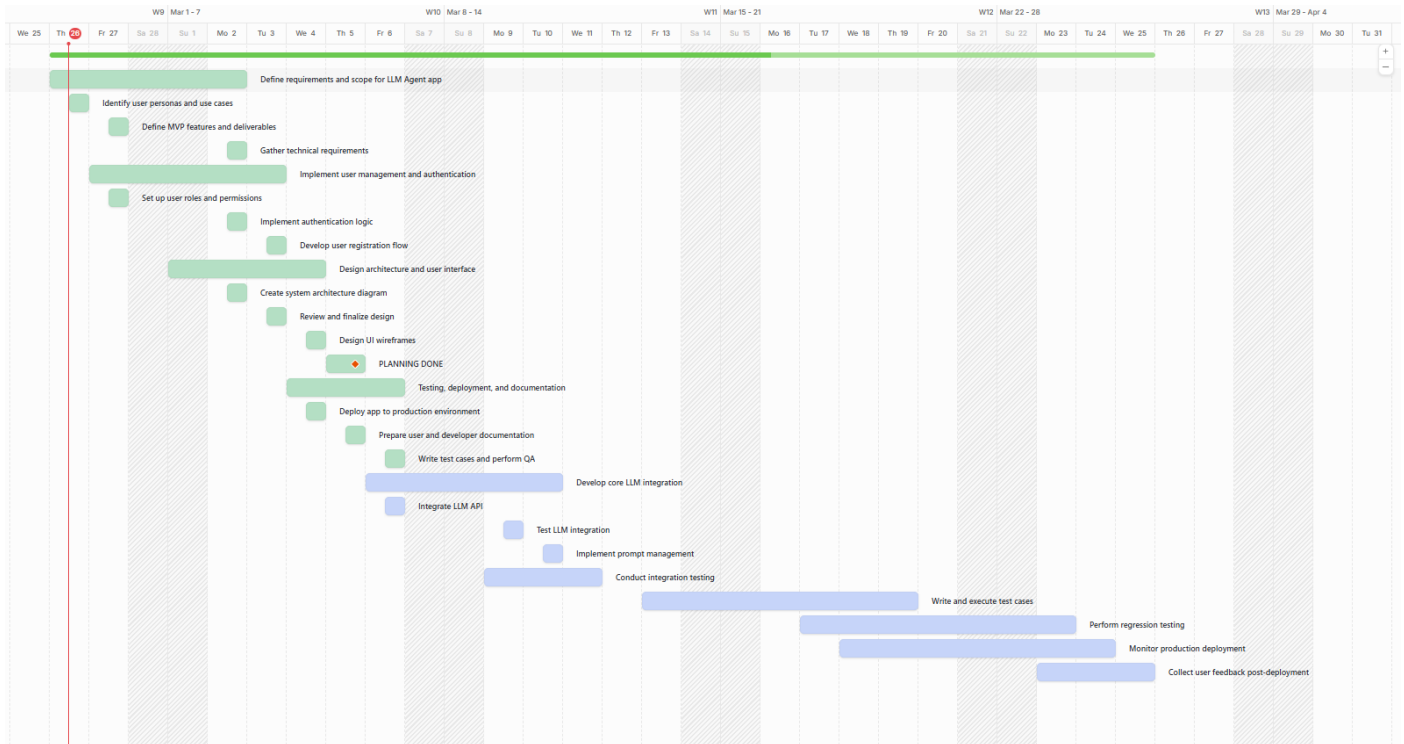 W9 Mar 1 - 7 W10 Mar 8 - 14 W11 Mar 15 - 21 W12 Mar 22 - 28 W13 Mar 29 - Apr 4
We 25 Th 26 Fr 27 Sa 28 Su 1 Mo 2 Tu 3 We 4 Th 5 Fr 6 Sa 7 Su 8 Mo 9 Tu 10 We 11 Th 12 Fr 13 Sa 14 Su 15 Mo 16 Tu 17 We 18 Th 19 Fr 20 Sa 21 Su 22 Mo 23 Tu 24 We 25 Th 26 Fr 27 Sa 28 Su 29 Mo 30 Tu 31
+
−
Define requirements and scope for LLM Agent app
Identify user personas and use cases
Define MVP features and deliverables
Gather technical requirements
Implement user management and authentication
Set up user roles and permissions
Implement authentication logic
Develop user registration flow
Design architecture and user interface
Create system architecture diagram
Review and finalize design
Design UI wireframes
PLANNING DONE
Testing, deployment, and documentation
Deploy app to production environment
Prepare user and developer documentation
Write test cases and perform QA
Develop core LLM integration
Integrate LLM API
Test LLM integration
Implement prompt management
Conduct integration testing
Write and execute test cases
Perform regression testing
Monitor production deployment
Collect user feedback post-deployment